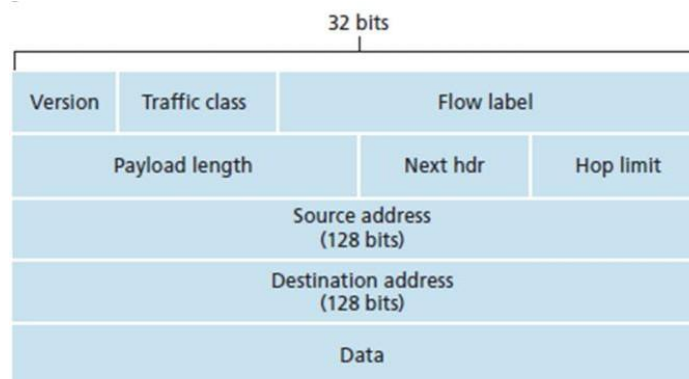 32 bits
Version Traffic class Flow label
Payload length Next hdr Hop limit
Source address
(128 bits)
Destination address
(128 bits)
Data